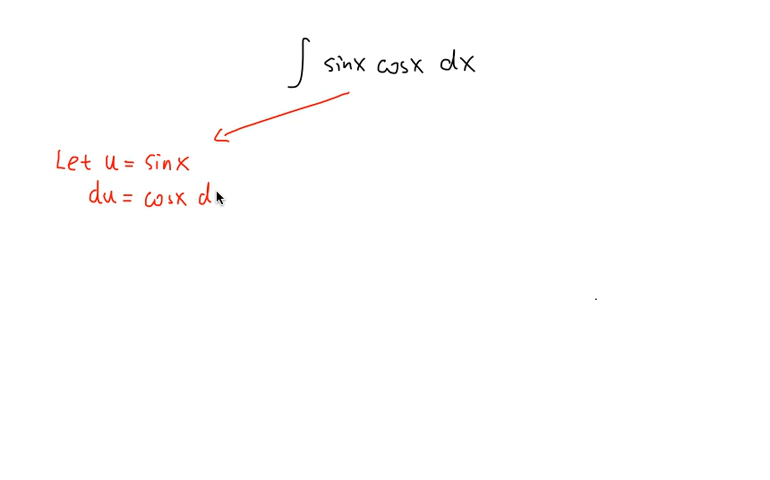 ∫ sinx cosx dx
Let u = sinx
du = cosx d